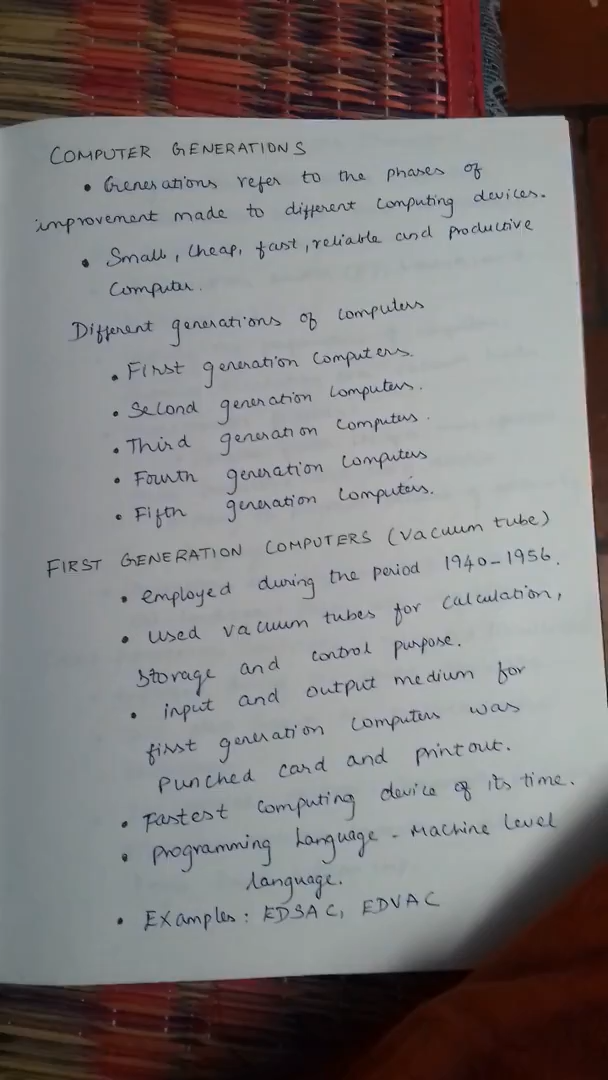 COMPUTER GENERATIONS
• Generations refer to the phases of
improvement made to different computing devices.
• Small, cheap, fast, reliable and productive
computer.
Different generations of computers
• First generation computers.
• Second generation computers.
• Third generation computers.
• Fourth generation computers
• Fifth generation computers.
FIRST GENERATION COMPUTERS (vacuum tube)
• employed during the period 1940-1956.
• used vacuum tubes for calculation,
storage and control purpose.
• input and output medium for
first generation computers was
punched card and printout.
• Fastest computing device of its time.
• programming language - Machine level
language.
• Examples: EDSAC, EDVAC